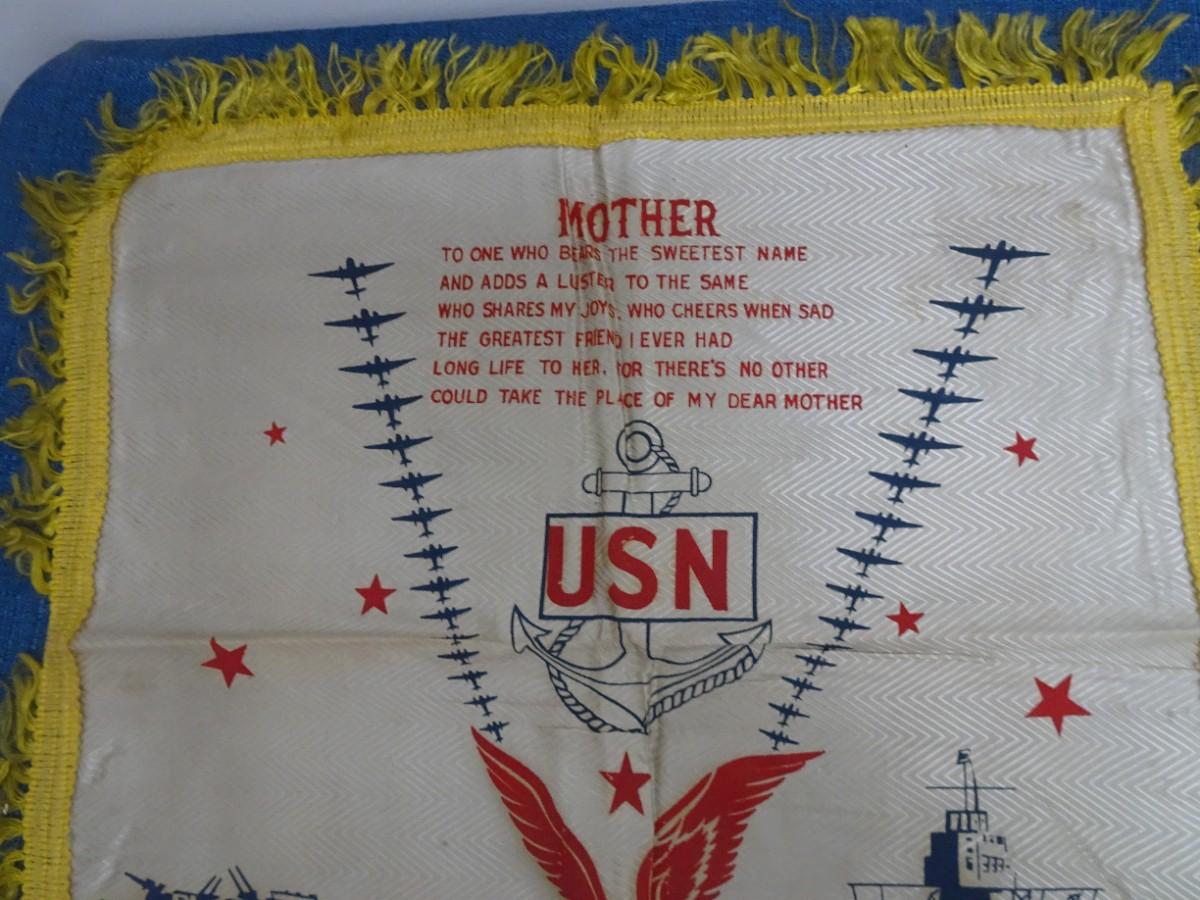 MOTHER
TO ONE WHO BEARS THE SWEETEST NAME
AND ADDS A LUSTER TO THE SAME
WHO SHARES MY JOYS, WHO CHEERS WHEN SAD
THE GREATEST FRIEND I EVER HAD
LONG LIFE TO HER, FOR THERE'S NO OTHER
COULD TAKE THE PLACE OF MY DEAR MOTHER
USN